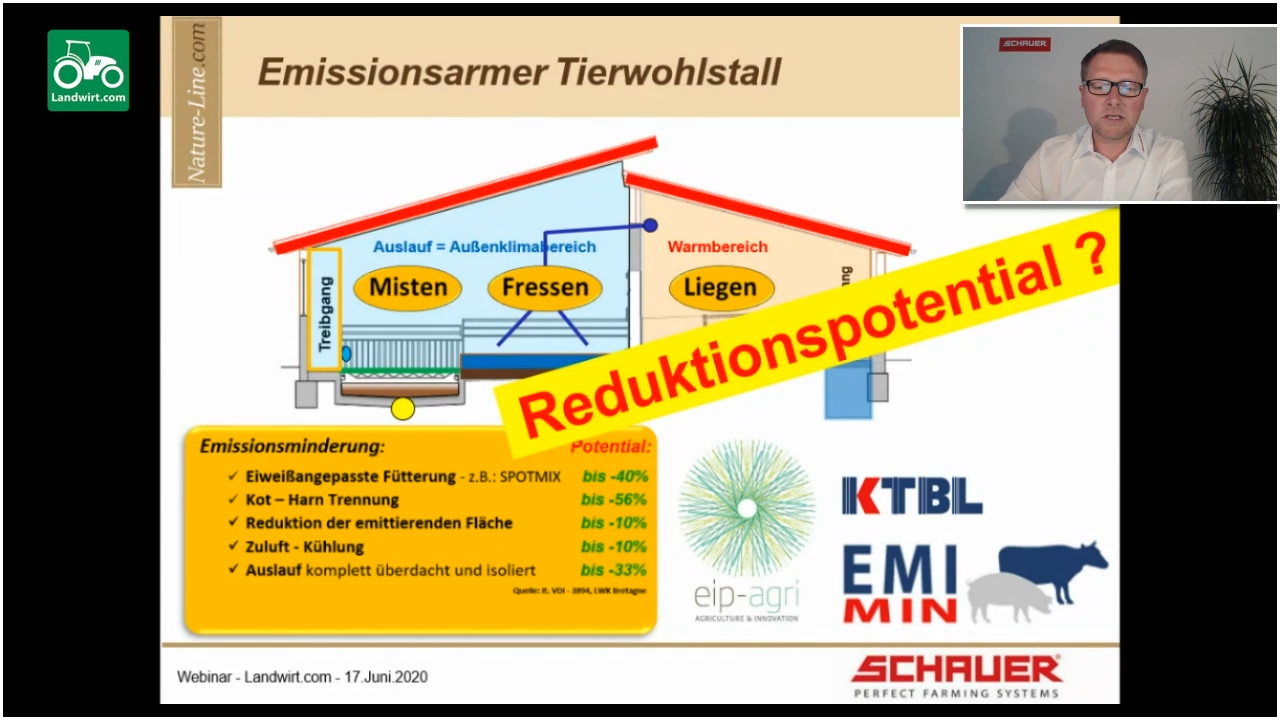 Landwirt.com
Nature-Line.com
Emissionsarmer Tierwohlstall
SCHAUER
Auslauf = Außenklimabereich
Warmbereich
Misten
Fressen
Liegen
Treibgang
Reduktionspotential ?
Emissionsminderung:
Potential:
✓ Eiweißangepasste Fütterung - z.B.: SPOTMIX bis -40%
✓ Kot – Harn Trennung bis -56%
✓ Reduktion der emittierenden Fläche bis -10%
✓ Zuluft - Kühlung bis -10%
✓ Auslauf komplett überdacht und isoliert bis -33%
Quelle: lt. VDI - 3894, LWK Bretagne
eip-agri
AGRICULTURE & INNOVATION
KTBL
EMI
MIN
Webinar - Landwirt.com - 17.Juni.2020
SCHAUER
PERFECT FARMING SYSTEMS